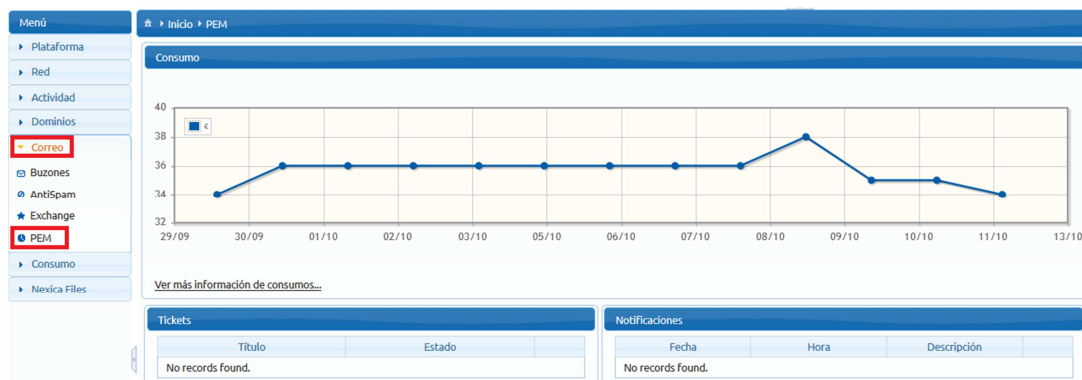 Menú
Plataforma
Red
Actividad
Dominios
Correo
Buzones
AntiSpam
Exchange
PEM
Consumo
Nexica Files
Inicio PEM
Consumo
40
€
38
36
34
32
29/09 30/09 01/10 02/10 03/10 05/10 06/10 07/10 08/10 09/10 10/10 11/10 13/10
Ver más información de consumos...
Tickets
Título Estado
No records found.
Notificaciones
Fecha Hora Descripción
No records found.